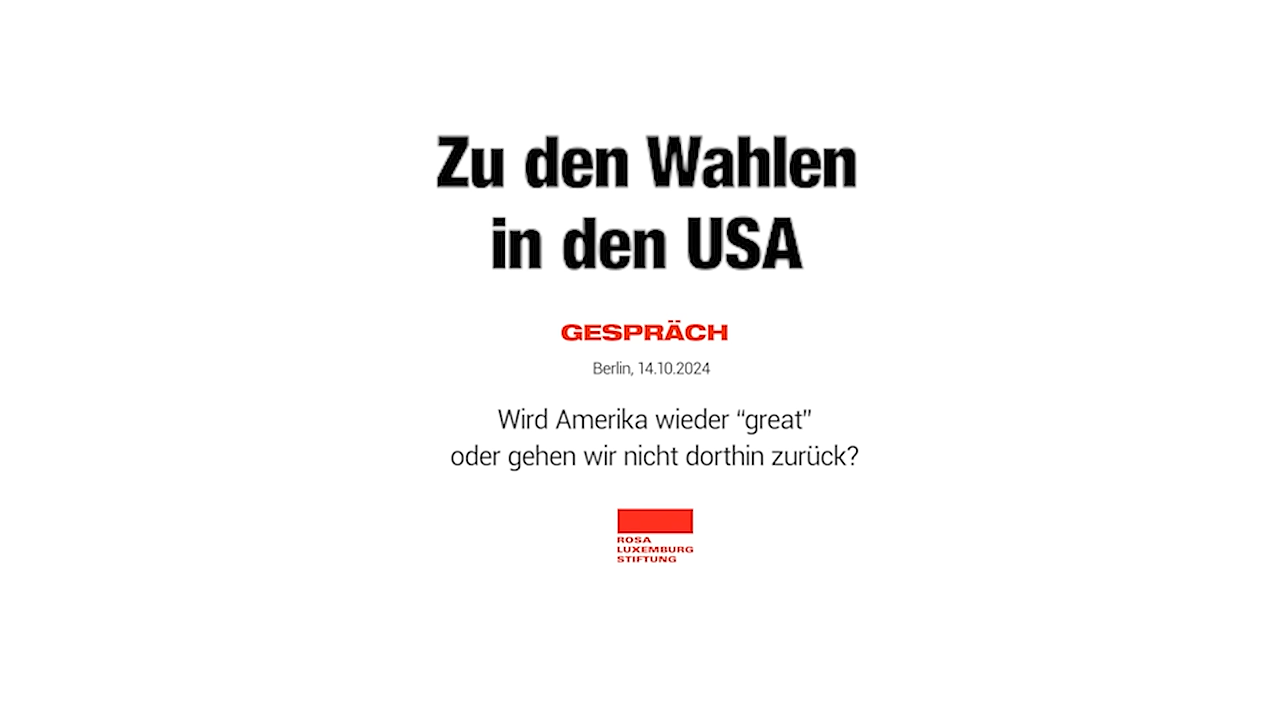 Zu den Wahlen
in den USA
GESPRÄCH
Berlin, 14.10.2024
Wird Amerika wieder “great”
oder gehen wir nicht dorthin zurück?
ROSA
LUXEMBURG
STIFTUNG